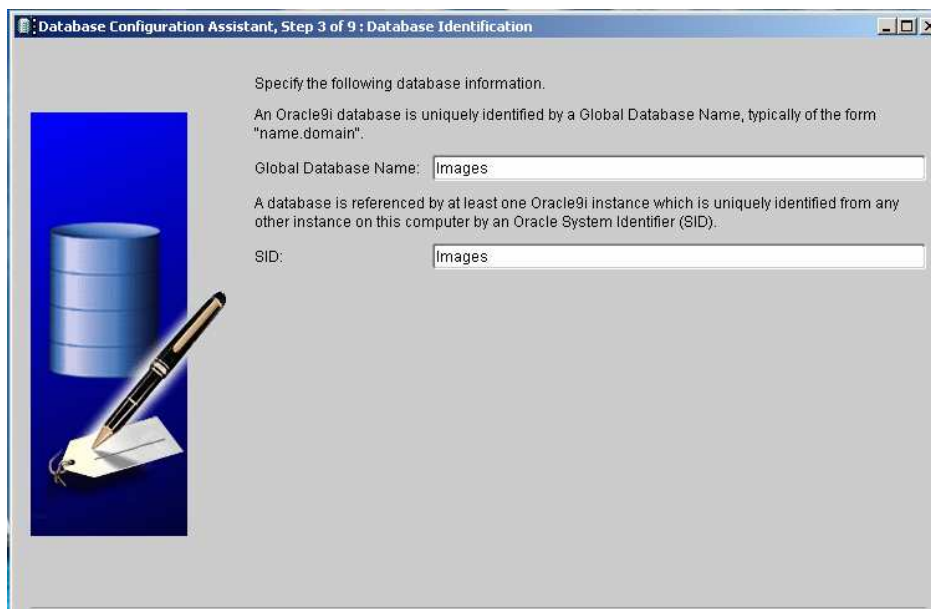 Database Configuration Assistant, Step 3 of 9 : Database Identification
Specify the following database information.
An Oracle9i database is uniquely identified by a Global Database Name, typically of the form
"name.domain".
Global Database Name: Images
A database is referenced by at least one Oracle9i instance which is uniquely identified from any
other instance on this computer by an Oracle System Identifier (SID).
SID: Images